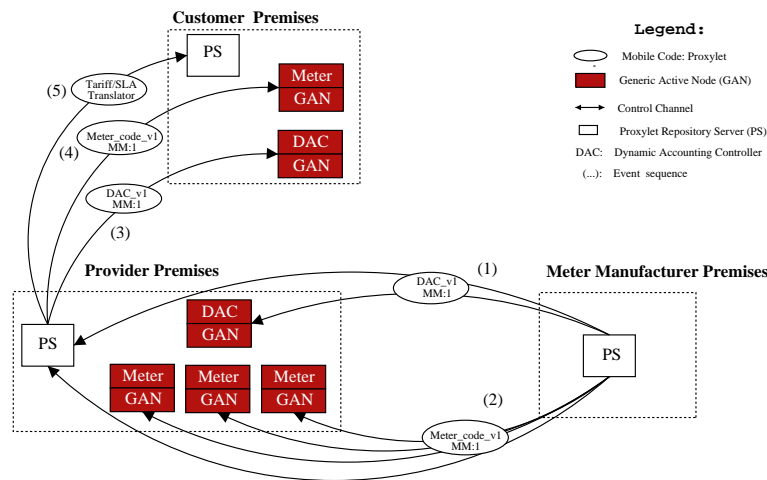 Customer Premises
PS
(5)
Tariff/SLA
Translator
Meter
GAN
(4)
Meter_code_v1
MM:1
DAC
GAN
DAC_v1
MM:1
(3)
Legend:
Mobile Code: Proxylet
Generic Active Node (GAN)
Control Channel
Proxylet Repository Server (PS)
DAC: Dynamic Accounting Controller
(...): Event sequence
Provider Premises
(1)
Meter Manufacturer Premises
DAC_v1
MM:1
DAC
GAN
PS
PS
Meter
GAN
Meter
GAN
Meter
GAN
(2)
Meter_code_v1
MM:1